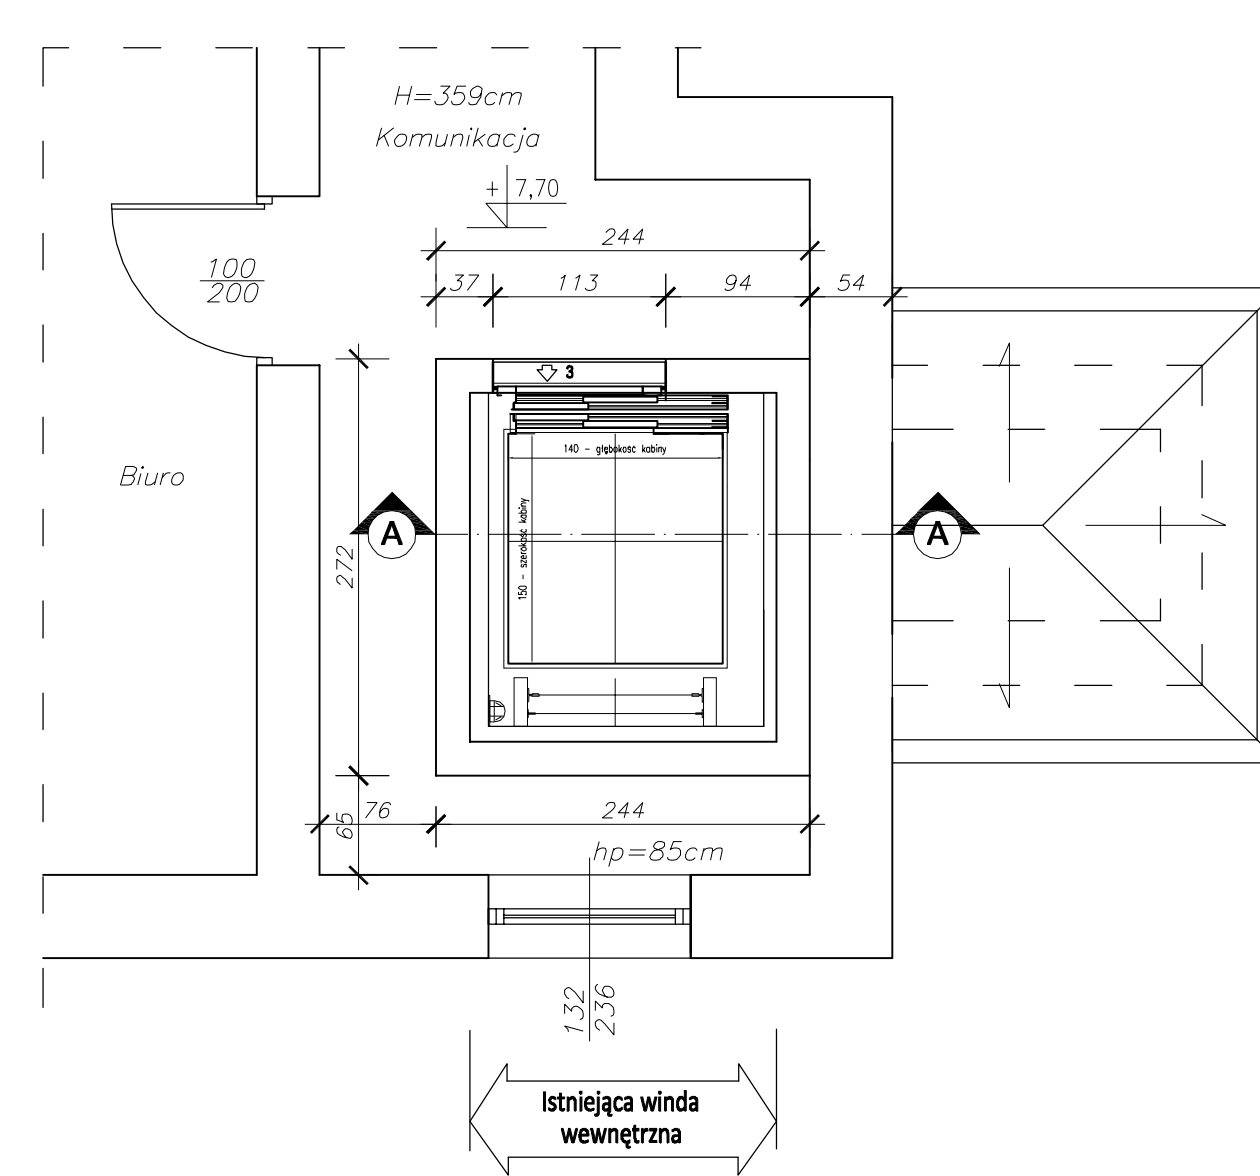 H=359cm
Komunikacja
+ 7,70
244
37 113 94 54
100
200
3
140 - głębokość kabiny
Biuro
150 - szerokość kabiny
A
A
272
76
244
65
hp=85cm
132
236
Istniejąca winda
wewnętrzna